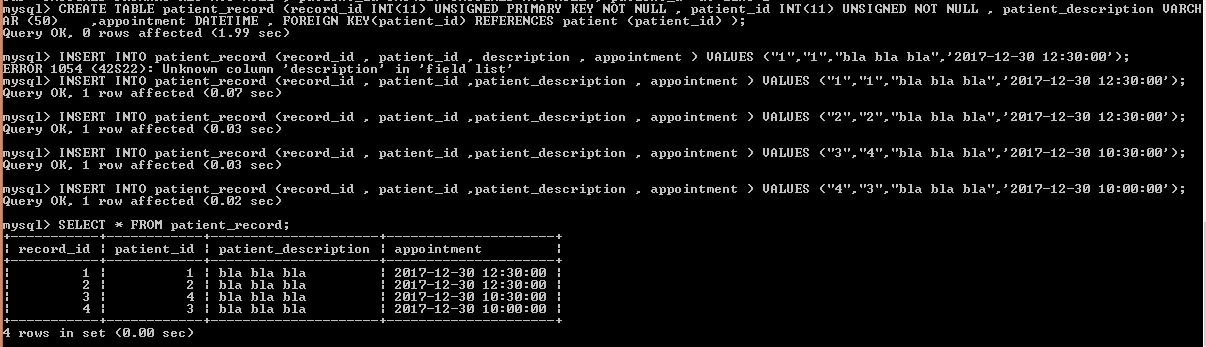 mysql> CREATE TABLE patient_record (record_id INT(11) UNSIGNED PRIMARY KEY NOT NULL , patient_id INT(11) UNSIGNED NOT NULL , patient_description VARCH
AR (50)    ,appointment DATETIME , FOREIGN KEY(patient_id) REFERENCES patient (patient_id) );
Query OK, 0 rows affected (1.99 sec)
mysql> INSERT INTO patient_record (record_id , patient_id , description , appointment ) VALUES ("1","1","bla bla bla",'2017-12-30 12:30:00');
ERROR 1054 (42S22): Unknown column 'description' in 'field list'
mysql> INSERT INTO patient_record (record_id , patient_id ,patient_description , appointment ) VALUES ("1","1","bla bla bla",'2017-12-30 12:30:00');
Query OK, 1 row affected (0.07 sec)
mysql> INSERT INTO patient_record (record_id , patient_id ,patient_description , appointment ) VALUES ("2","2","bla bla bla",'2017-12-30 12:30:00');
Query OK, 1 row affected (0.03 sec)
mysql> INSERT INTO patient_record (record_id , patient_id ,patient_description , appointment ) VALUES ("3","4","bla bla bla",'2017-12-30 10:30:00');
Query OK, 1 row affected (0.03 sec)
mysql> INSERT INTO patient_record (record_id , patient_id ,patient_description , appointment ) VALUES ("4","3","bla bla bla",'2017-12-30 10:00:00');
Query OK, 1 row affected (0.02 sec)
mysql> SELECT * FROM patient_record;
+-----------+------------+---------------------+---------------------+
| record_id | patient_id | patient_description | appointment         |
+-----------+------------+---------------------+---------------------+
|         1 |          1 | bla bla bla         | 2017-12-30 12:30:00 |
|         2 |          2 | bla bla bla         | 2017-12-30 12:30:00 |
|         3 |          4 | bla bla bla         | 2017-12-30 10:30:00 |
|         4 |          3 | bla bla bla         | 2017-12-30 10:00:00 |
+-----------+------------+---------------------+---------------------+
4 rows in set (0.00 sec)